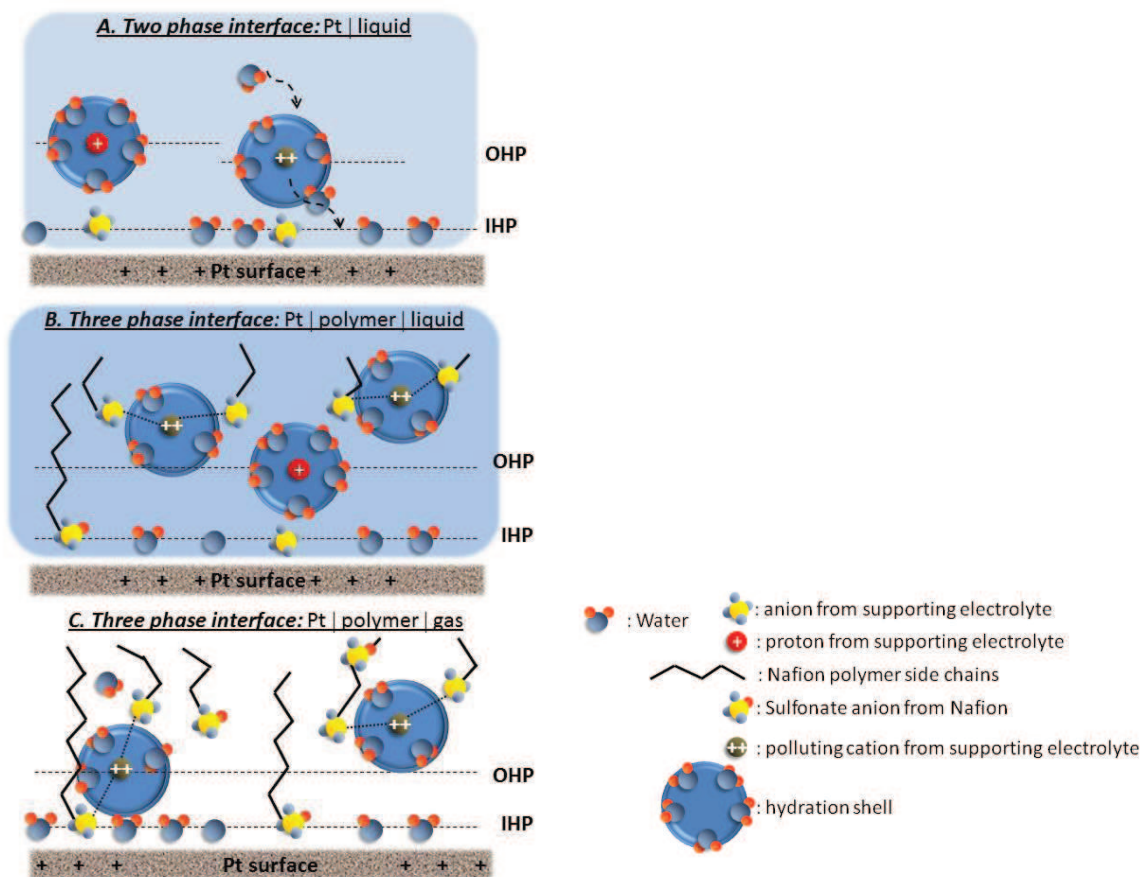 A. Two phase interface: Pt | liquid
+
++
OHP
IHP
+ + + Pt surface + + +
B. Three phase interface: Pt | polymer | liquid
++
++
+
OHP
IHP
+ + + Pt surface + + +
C. Three phase interface: Pt | polymer | gas
++
++
OHP
IHP
+ + + Pt surface + + +
: Water
: anion from supporting electrolyte
+ : proton from supporting electrolyte
: Nafion polymer side chains
: Sulfonate anion from Nafion
++ : polluting cation from supporting electrolyte
: hydration shell